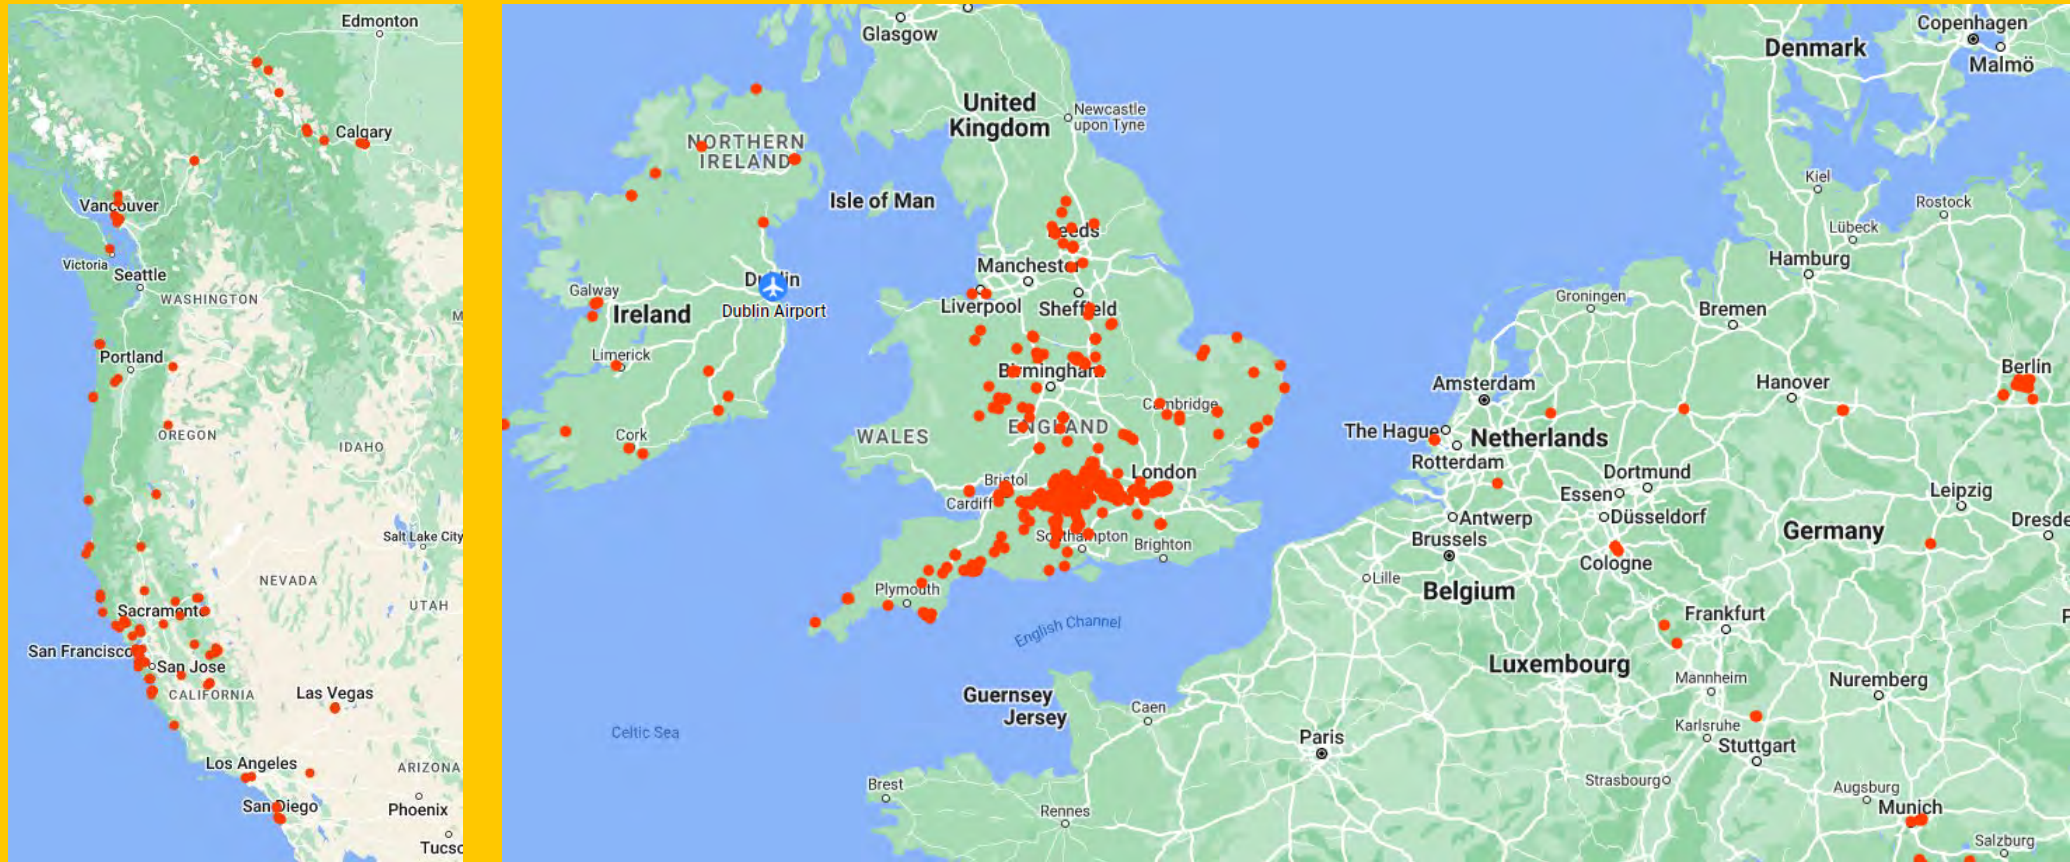 Edmonton
Calgary
Vancouver
Victoria
Seattle
WASHINGTON
M
Portland
OREGON
IDAHO
Salt Lake City
NEVADA
UTAH
Sacramento
San Francisco
San Jose
CALIFORNIA
Las Vegas
Los Angeles
ARIZONA
San Diego
Phoenix
Tucso
Glasgow
United
Kingdom
Newcastle
upon Tyne
NORTHERN
IRELAND
Isle of Man
Leeds
Manchester
Dublin
Dublin Airport
Galway
Ireland
Liverpool
Sheffield
Limerick
Birmingham
Cambridge
Cork
WALES
ENGLAND
London
Bristol
Cardiff
Southampton
Brighton
Plymouth
English Channel
Guernsey
Jersey
Celtic Sea
Caen
Brest
Rennes
Copenhagen
Denmark
Malmö
Kiel
Rostock
Lübeck
Hamburg
Groningen
Bremen
Berlin
Amsterdam
Hanover
The Hague
Netherlands
Rotterdam
Dortmund
Essen
Leipzig
Antwerp
Düsseldorf
Germany
Dresde
Brussels
Cologne
Lille
Belgium
Frankfurt
F
Luxembourg
Mannheim
Nuremberg
Karlsruhe
Paris
Stuttgart
Strasbourg
Augsburg
Munich
Salzburg